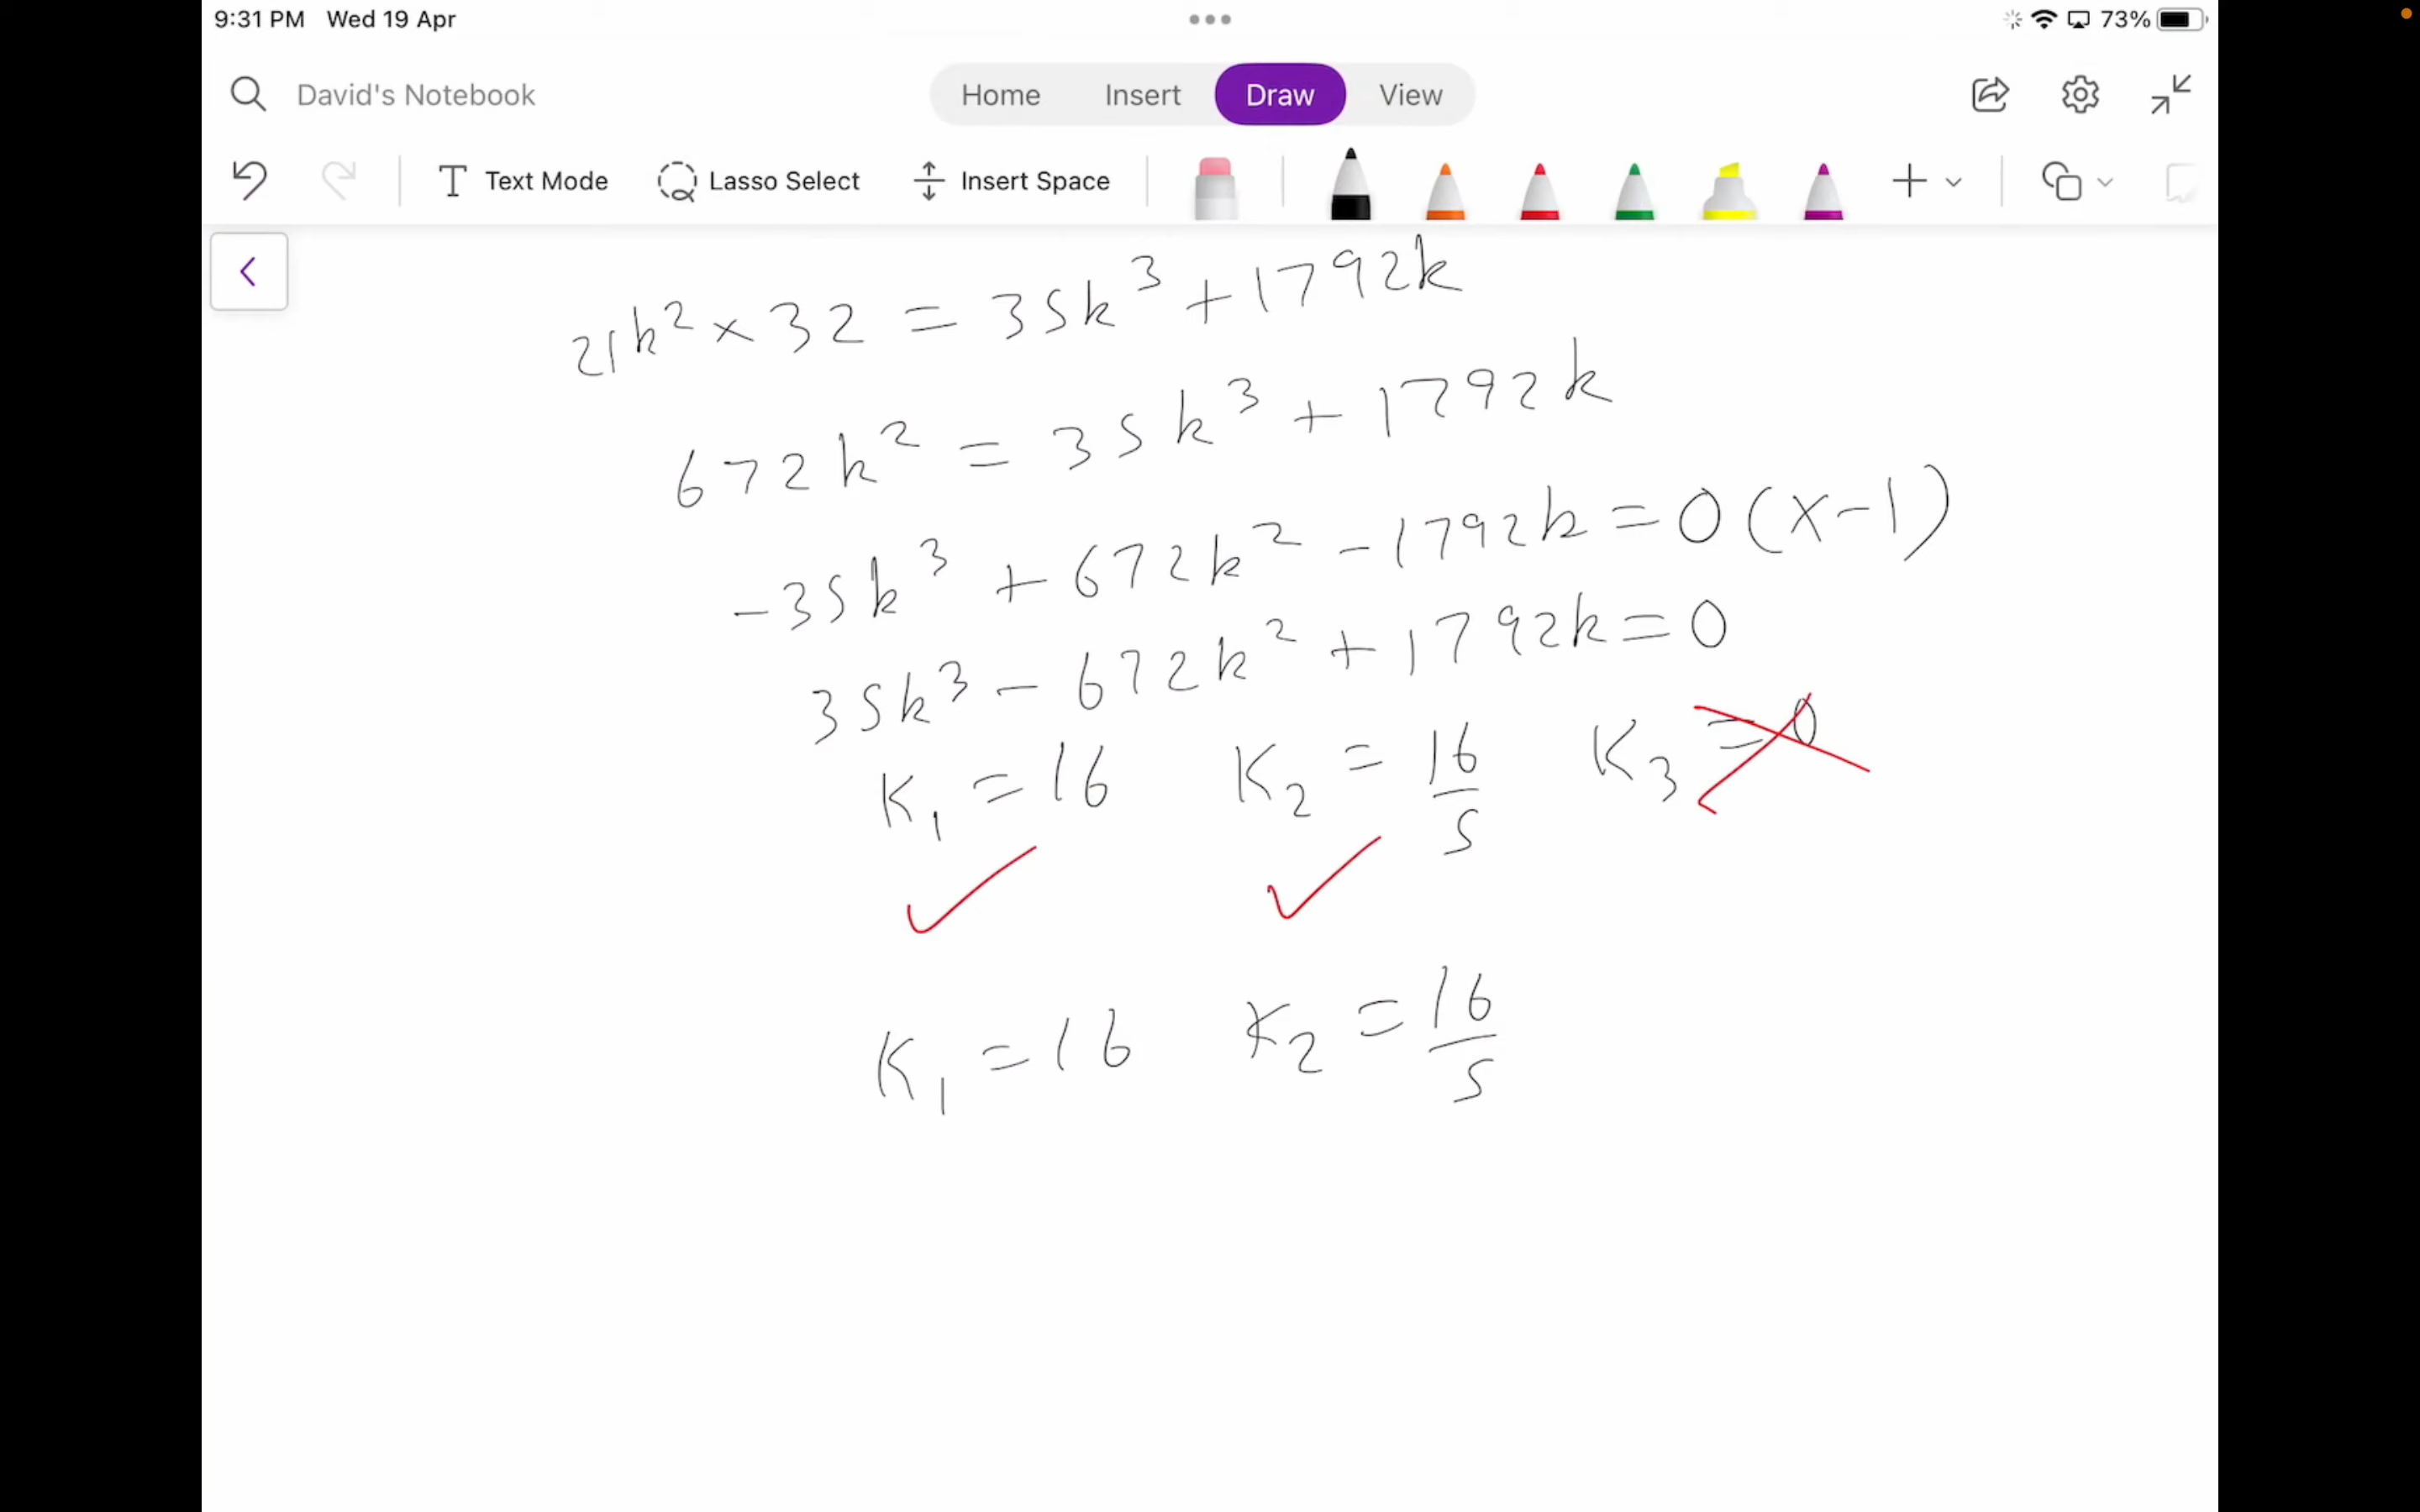 9:31 PM Wed 19 Apr 73%
David's Notebook Home Insert Draw View
Text Mode Lasso Select Insert Space
21k² × 32 = 35k³ + 1792k
672k² = 35k³ + 1792k
-35k³ + 672k² - 1792k = 0 (x-1)
35k³ - 672k² + 1792k = 0
K₁ = 16 K₂ = 16/5 K₃ = 0
K₁ = 16 K₂ = 16/5